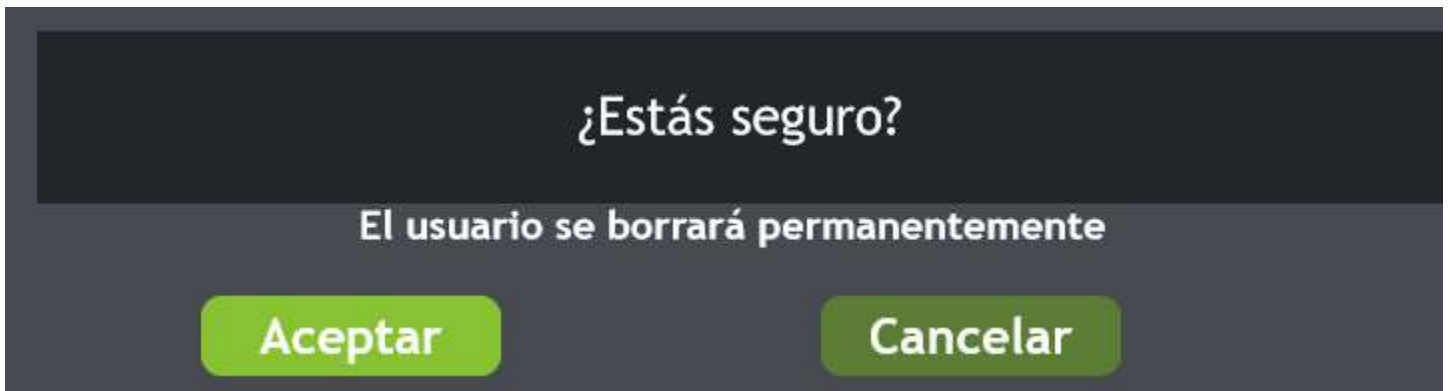 ¿Estás seguro?
El usuario se borrará permanentemente
Aceptar
Cancelar